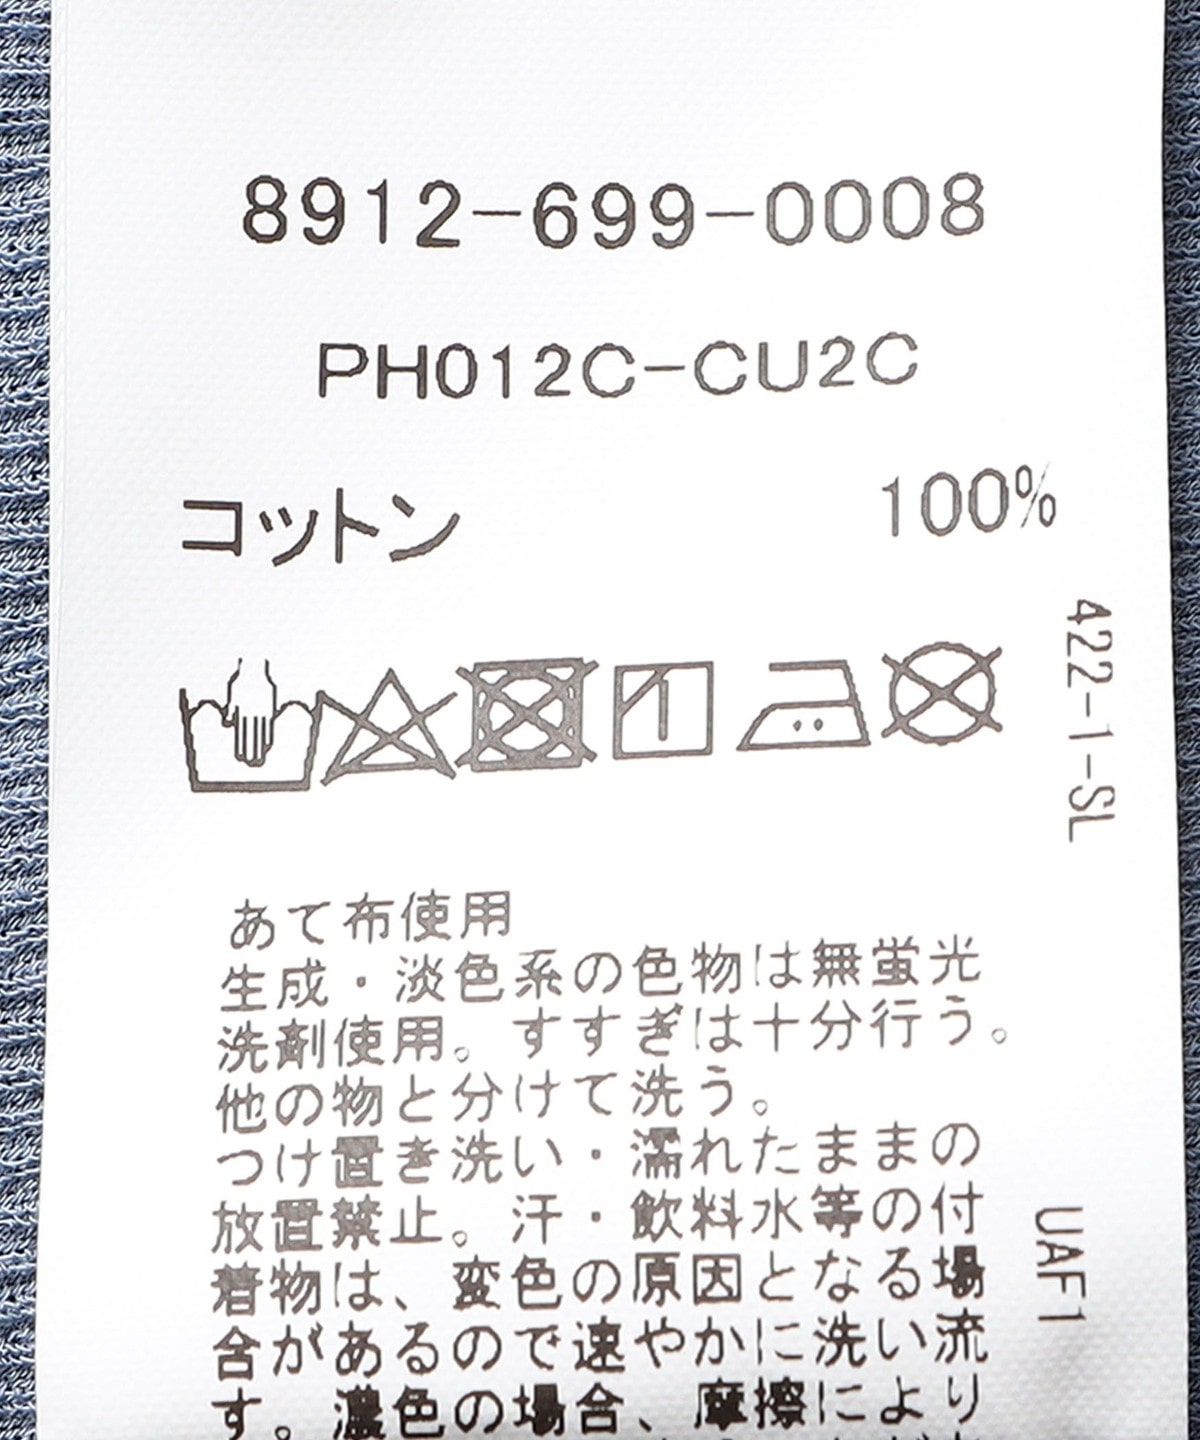 8912-699-0008
PH012C-CU2C
コットン 100%
422-1-SL
あて布使用
生成・淡色系の色物は無蛍光
洗剤使用。すすぎは十分行う。
他の物と分けて洗う。
つけ置き洗い・濡れたままの
放置禁止。汗・飲料水等の付
着物は、変色の原因となる場
合があるので速やかに洗い流
す。濃色の場合、摩擦により
UAF1